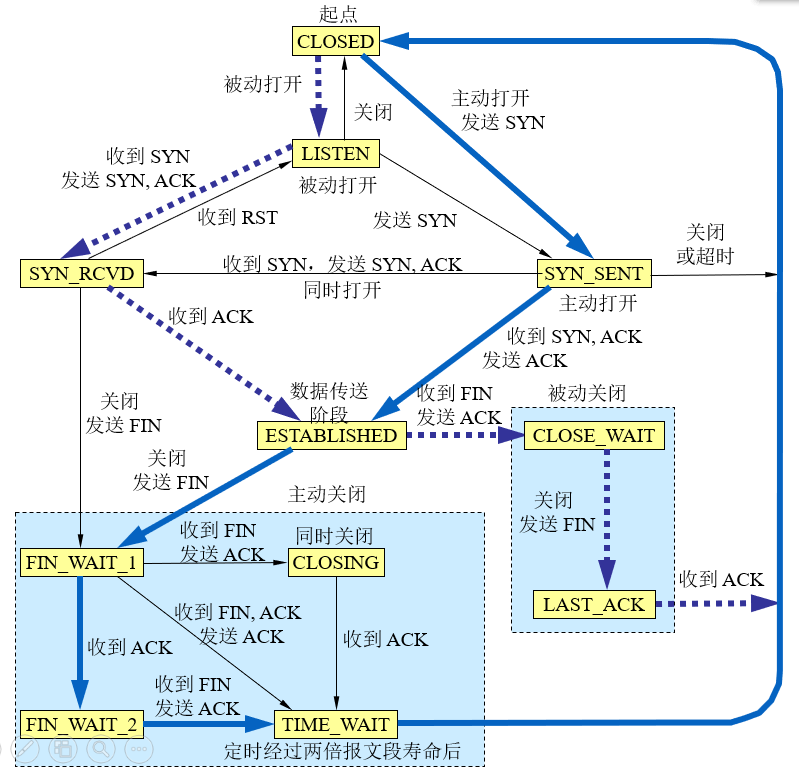 起点
CLOSED
被动打开
关闭
主动打开
发送 SYN
LISTEN
被动打开
收到 SYN
发送 SYN, ACK
收到 RST
发送 SYN
关闭
或超时
SYN_RCVD
收到 SYN，发送 SYN, ACK
同时打开
SYN_SENT
主动打开
收到 ACK
收到 SYN, ACK
发送 ACK
数据传送
阶段
ESTABLISHED
收到 FIN
发送 ACK
被动关闭
CLOSE_WAIT
关闭
发送 FIN
关闭
发送 FIN
关闭
发送 FIN
LAST_ACK
收到 ACK
主动关闭
FIN_WAIT_1
收到 FIN
发送 ACK
同时关闭
CLOSING
收到 FIN, ACK
发送 ACK
收到 ACK
收到 ACK
收到 FIN
发送 ACK
FIN_WAIT_2
TIME_WAIT
定时经过两倍报文段寿命后